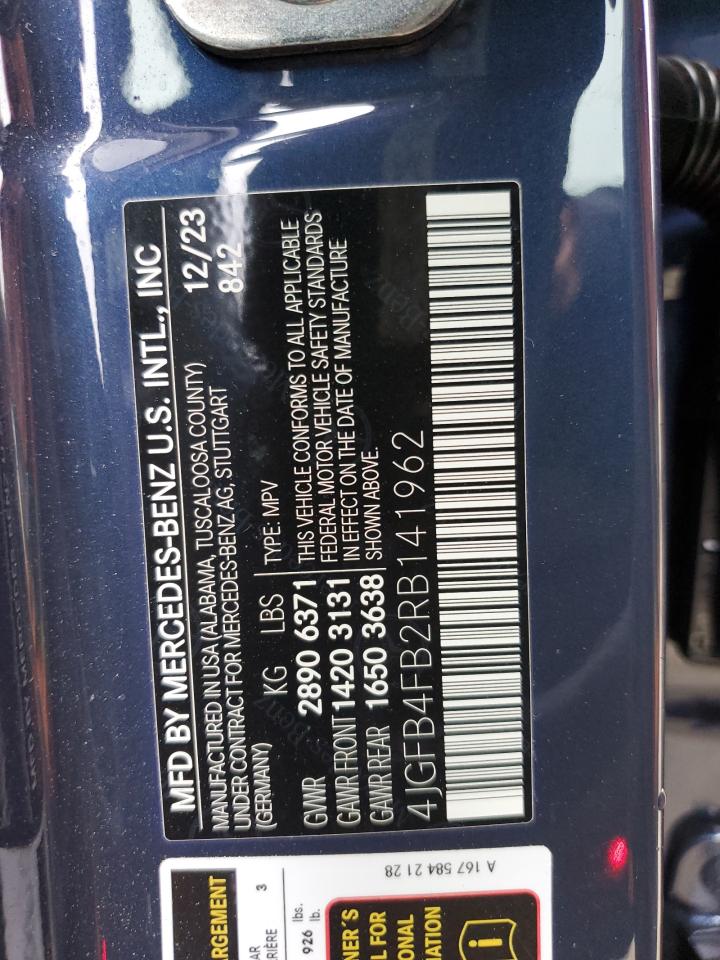 MFD BY MERCEDES-BENZ U.S. INTL., INC
MANUFACTURED IN USA (ALABAMA, TUSCALOOSA COUNTY) 12/23
UNDER CONTRACT FOR MERCEDES-BENZ AG, STUTTGART 842
(GERMANY)
KG LBS TYPE: MPV
GVWR 2890 6371 THIS VEHICLE CONFORMS TO ALL APPLICABLE
FEDERAL MOTOR VEHICLE SAFETY STANDARDS
GAWR FRONT 1420 3131 IN EFFECT ON THE DATE OF MANUFACTURE
GAWR REAR 1650 3638 SHOWN ABOVE.
4JGFB4FB2RB141962
A 167 584 21 28
3
926 lbs.
lb.